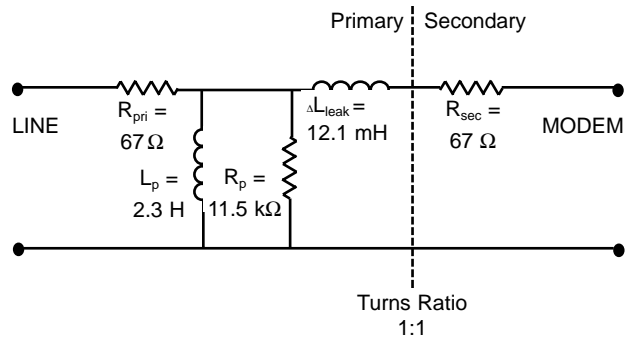 Primary Secondary
LINE
R_pri =
67 Ω
ΔL_leak =
12.1 mH
R_sec =
67 Ω
MODEM
L_p =
2.3 H
R_p =
11.5 kΩ
Turns Ratio
1:1